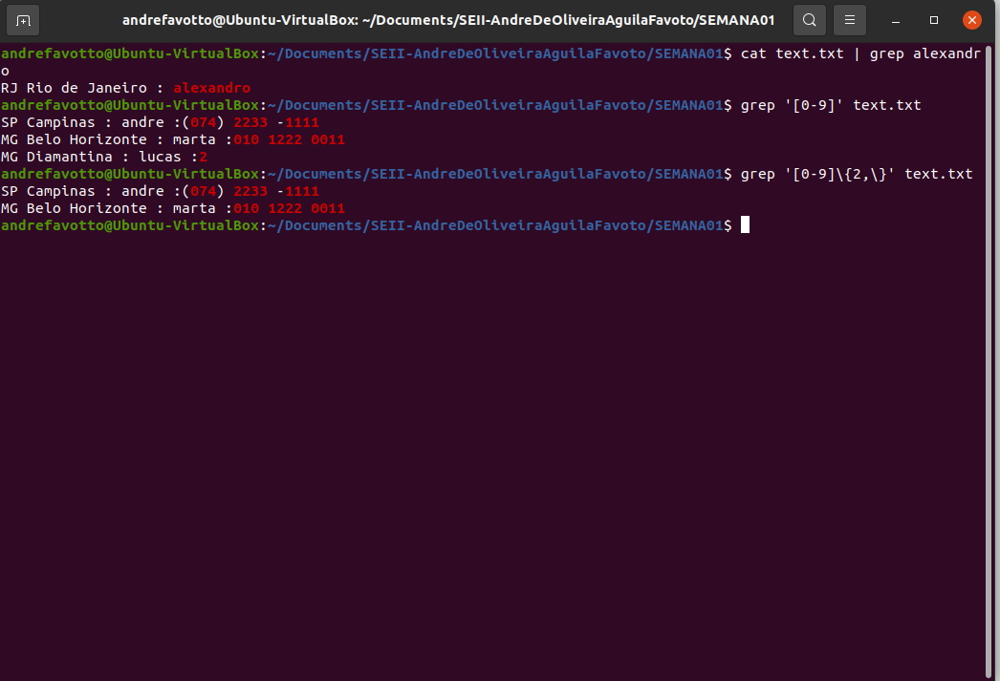 andrefavotto@Ubuntu-VirtualBox: ~/Documents/SEII-AndreDeOliveiraAguilaFavoto/SEMANA01
andrefavotto@Ubuntu-VirtualBox:~/Documents/SEII-AndreDeOliveiraAguilaFavoto/SEMANA01$ cat text.txt | grep alexandr
o
RJ Rio de Janeiro : alexandro
andrefavotto@Ubuntu-VirtualBox:~/Documents/SEII-AndreDeOliveiraAguilaFavoto/SEMANA01$ grep '[0-9]' text.txt
SP Campinas : andre :(074) 2233 -1111
MG Belo Horizonte : marta :010 1222 0011
MG Diamantina : lucas :2
andrefavotto@Ubuntu-VirtualBox:~/Documents/SEII-AndreDeOliveiraAguilaFavoto/SEMANA01$ grep '[0-9]\{2,\}' text.txt
SP Campinas : andre :(074) 2233 -1111
MG Belo Horizonte : marta :010 1222 0011
andrefavotto@Ubuntu-VirtualBox:~/Documents/SEII-AndreDeOliveiraAguilaFavoto/SEMANA01$